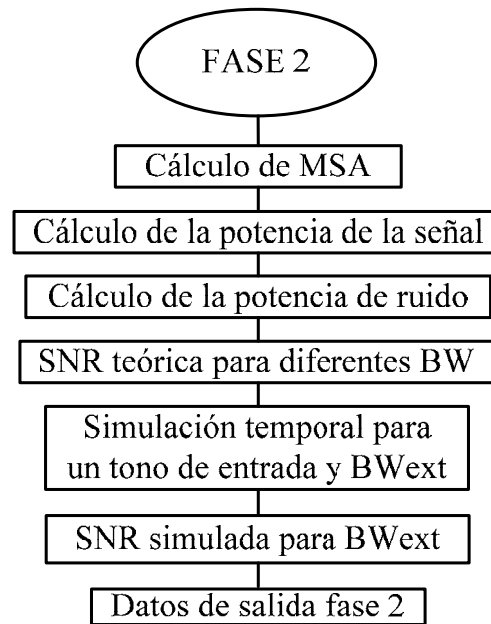 FASE 2
Cálculo de MSA
Cálculo de la potencia de la señal
Cálculo de la potencia de ruido
SNR teórica para diferentes BW
Simulación temporal para
un tono de entrada y BWext
SNR simulada para BWext
Datos de salida fase 2